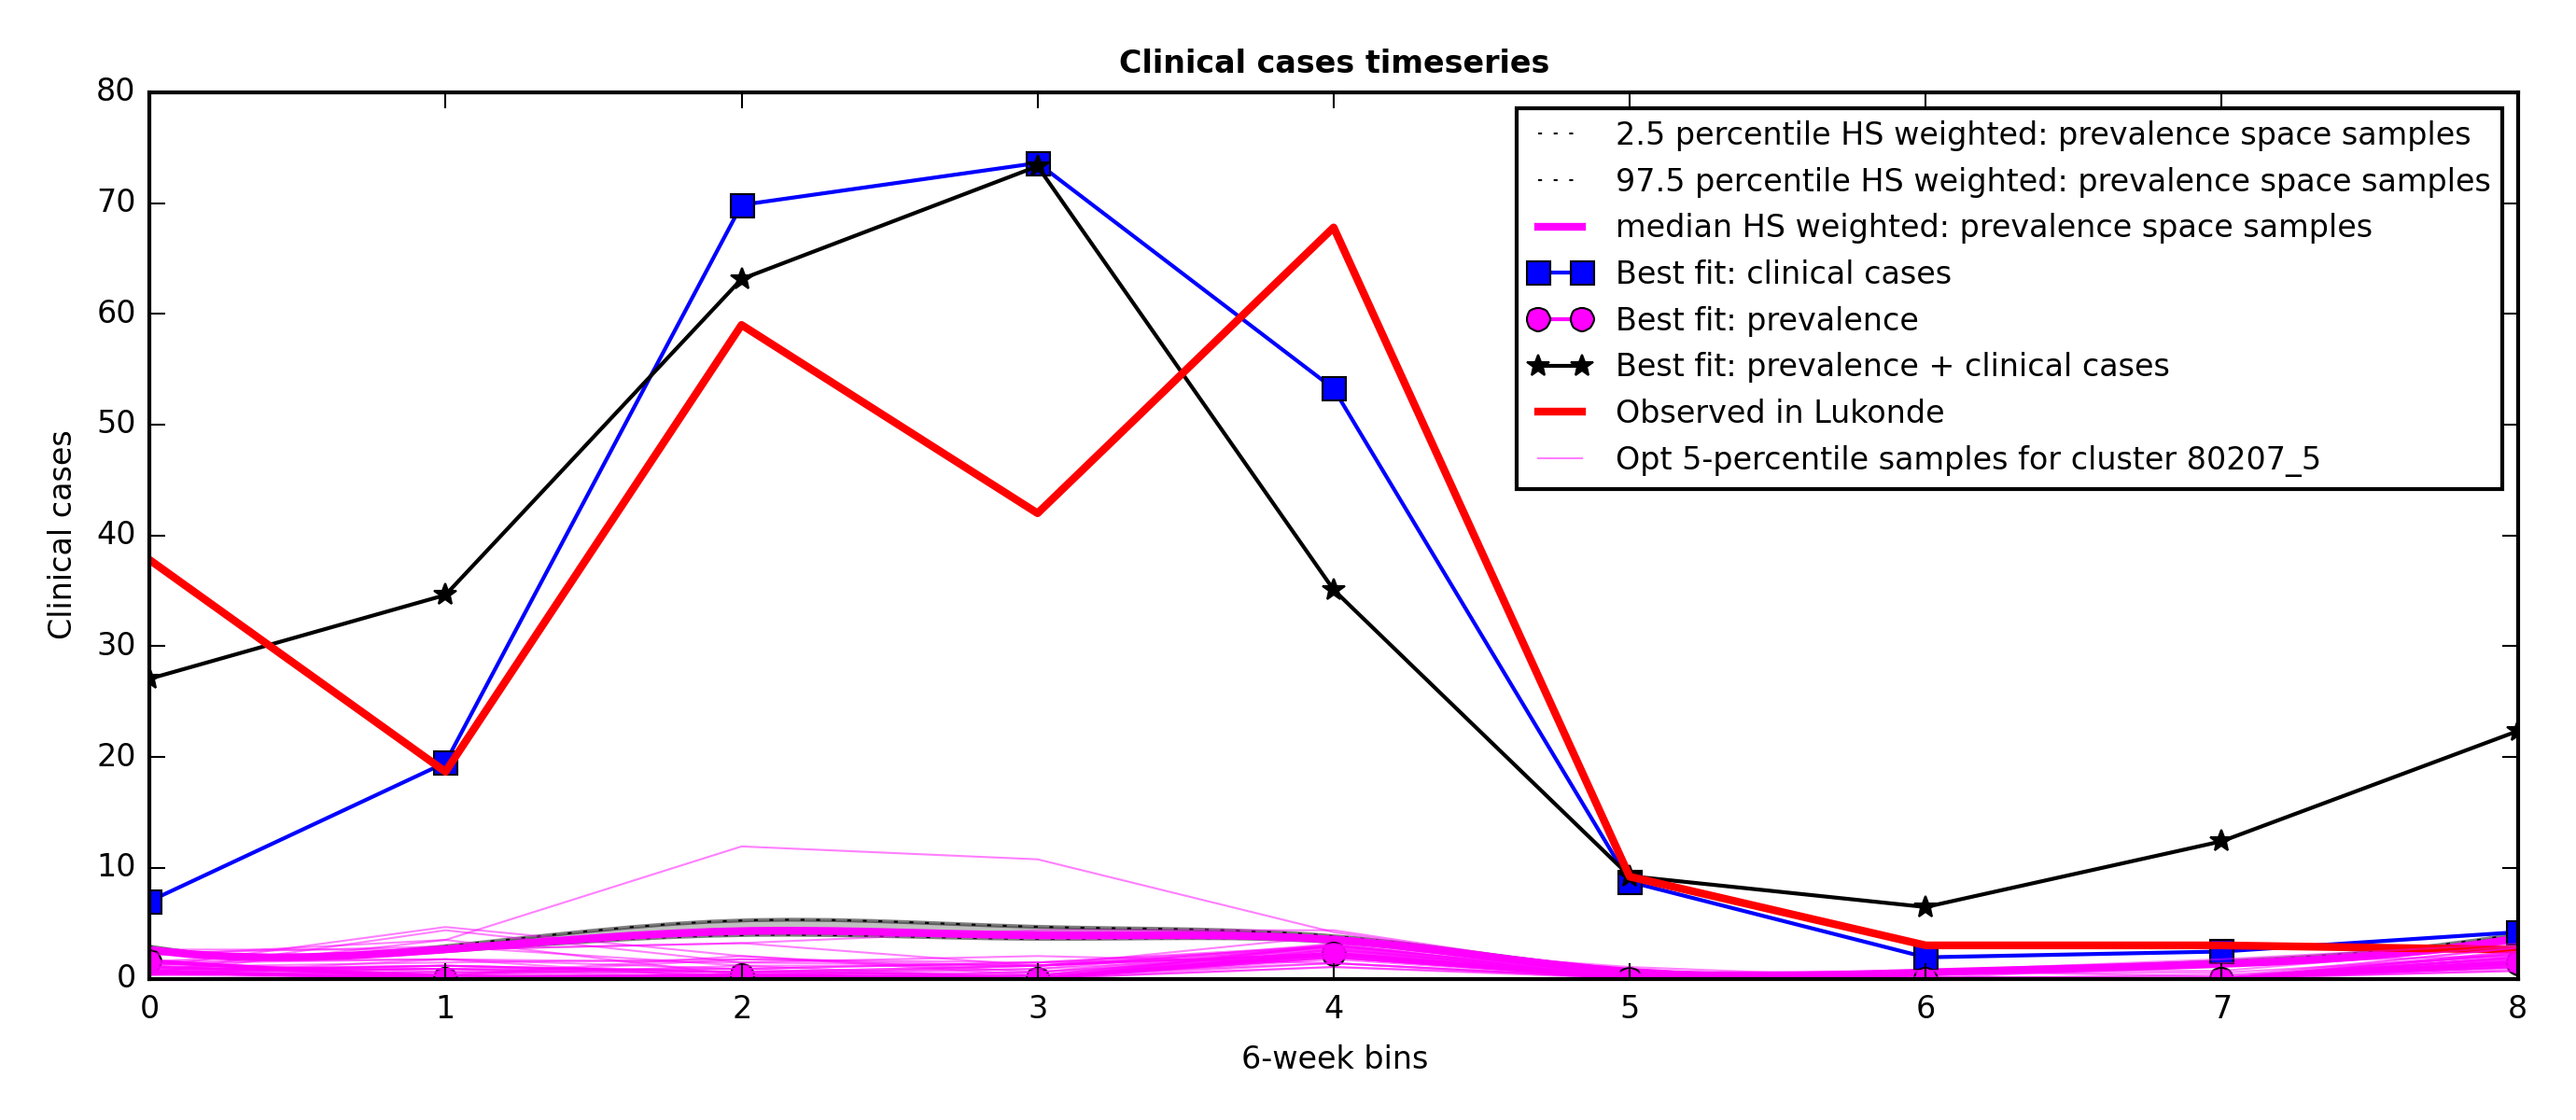 Clinical cases timeseries
80
70
60
50
40
30
20
10
0
Clinical cases
2.5 percentile HS weighted: prevalence space samples
97.5 percentile HS weighted: prevalence space samples
median HS weighted: prevalence space samples
Best fit: clinical cases
Best fit: prevalence
Best fit: prevalence + clinical cases
Observed in Lukonde
Opt 5-percentile samples for cluster 80207_5
0 1 2 3 4 5 6 7 8
6-week bins